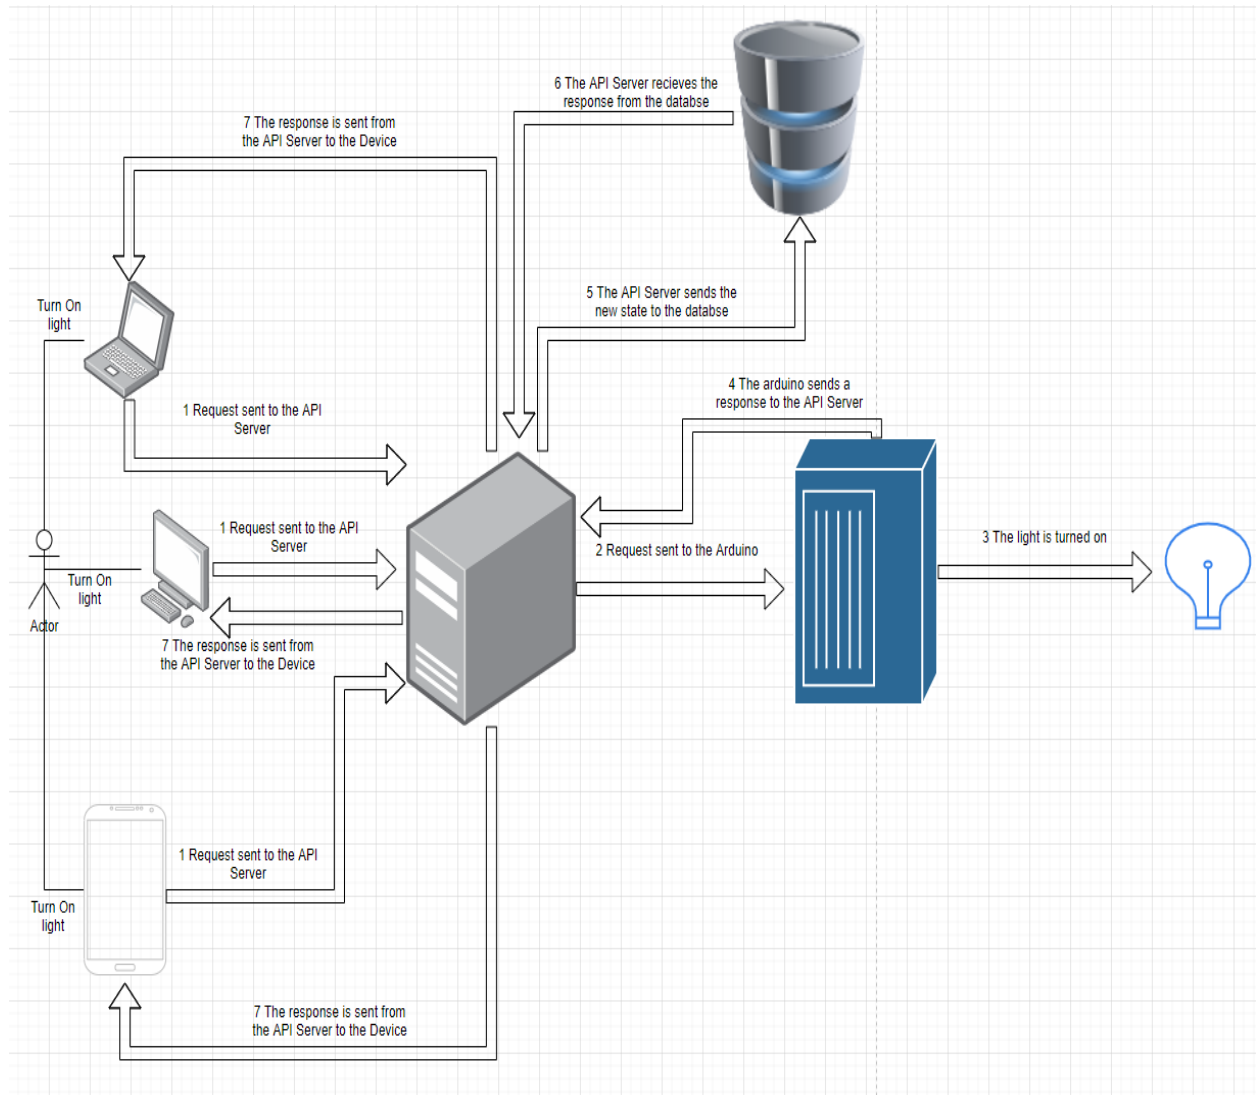 6 The API Server recieves the
response from the databse
7 The response is sent from
the API Server to the Device
5 The API Server sends the
new state to the databse
Turn On
light
4 The arduino sends a
response to the API Server
1 Request sent to the API
Server
1 Request sent to the API
Server
2 Request sent to the Arduino
3 The light is turned on
Turn On
light
Actor
7 The response is sent from
the API Server to the Device
1 Request sent to the API
Server
Turn On
light
7 The response is sent from
the API Server to the Device